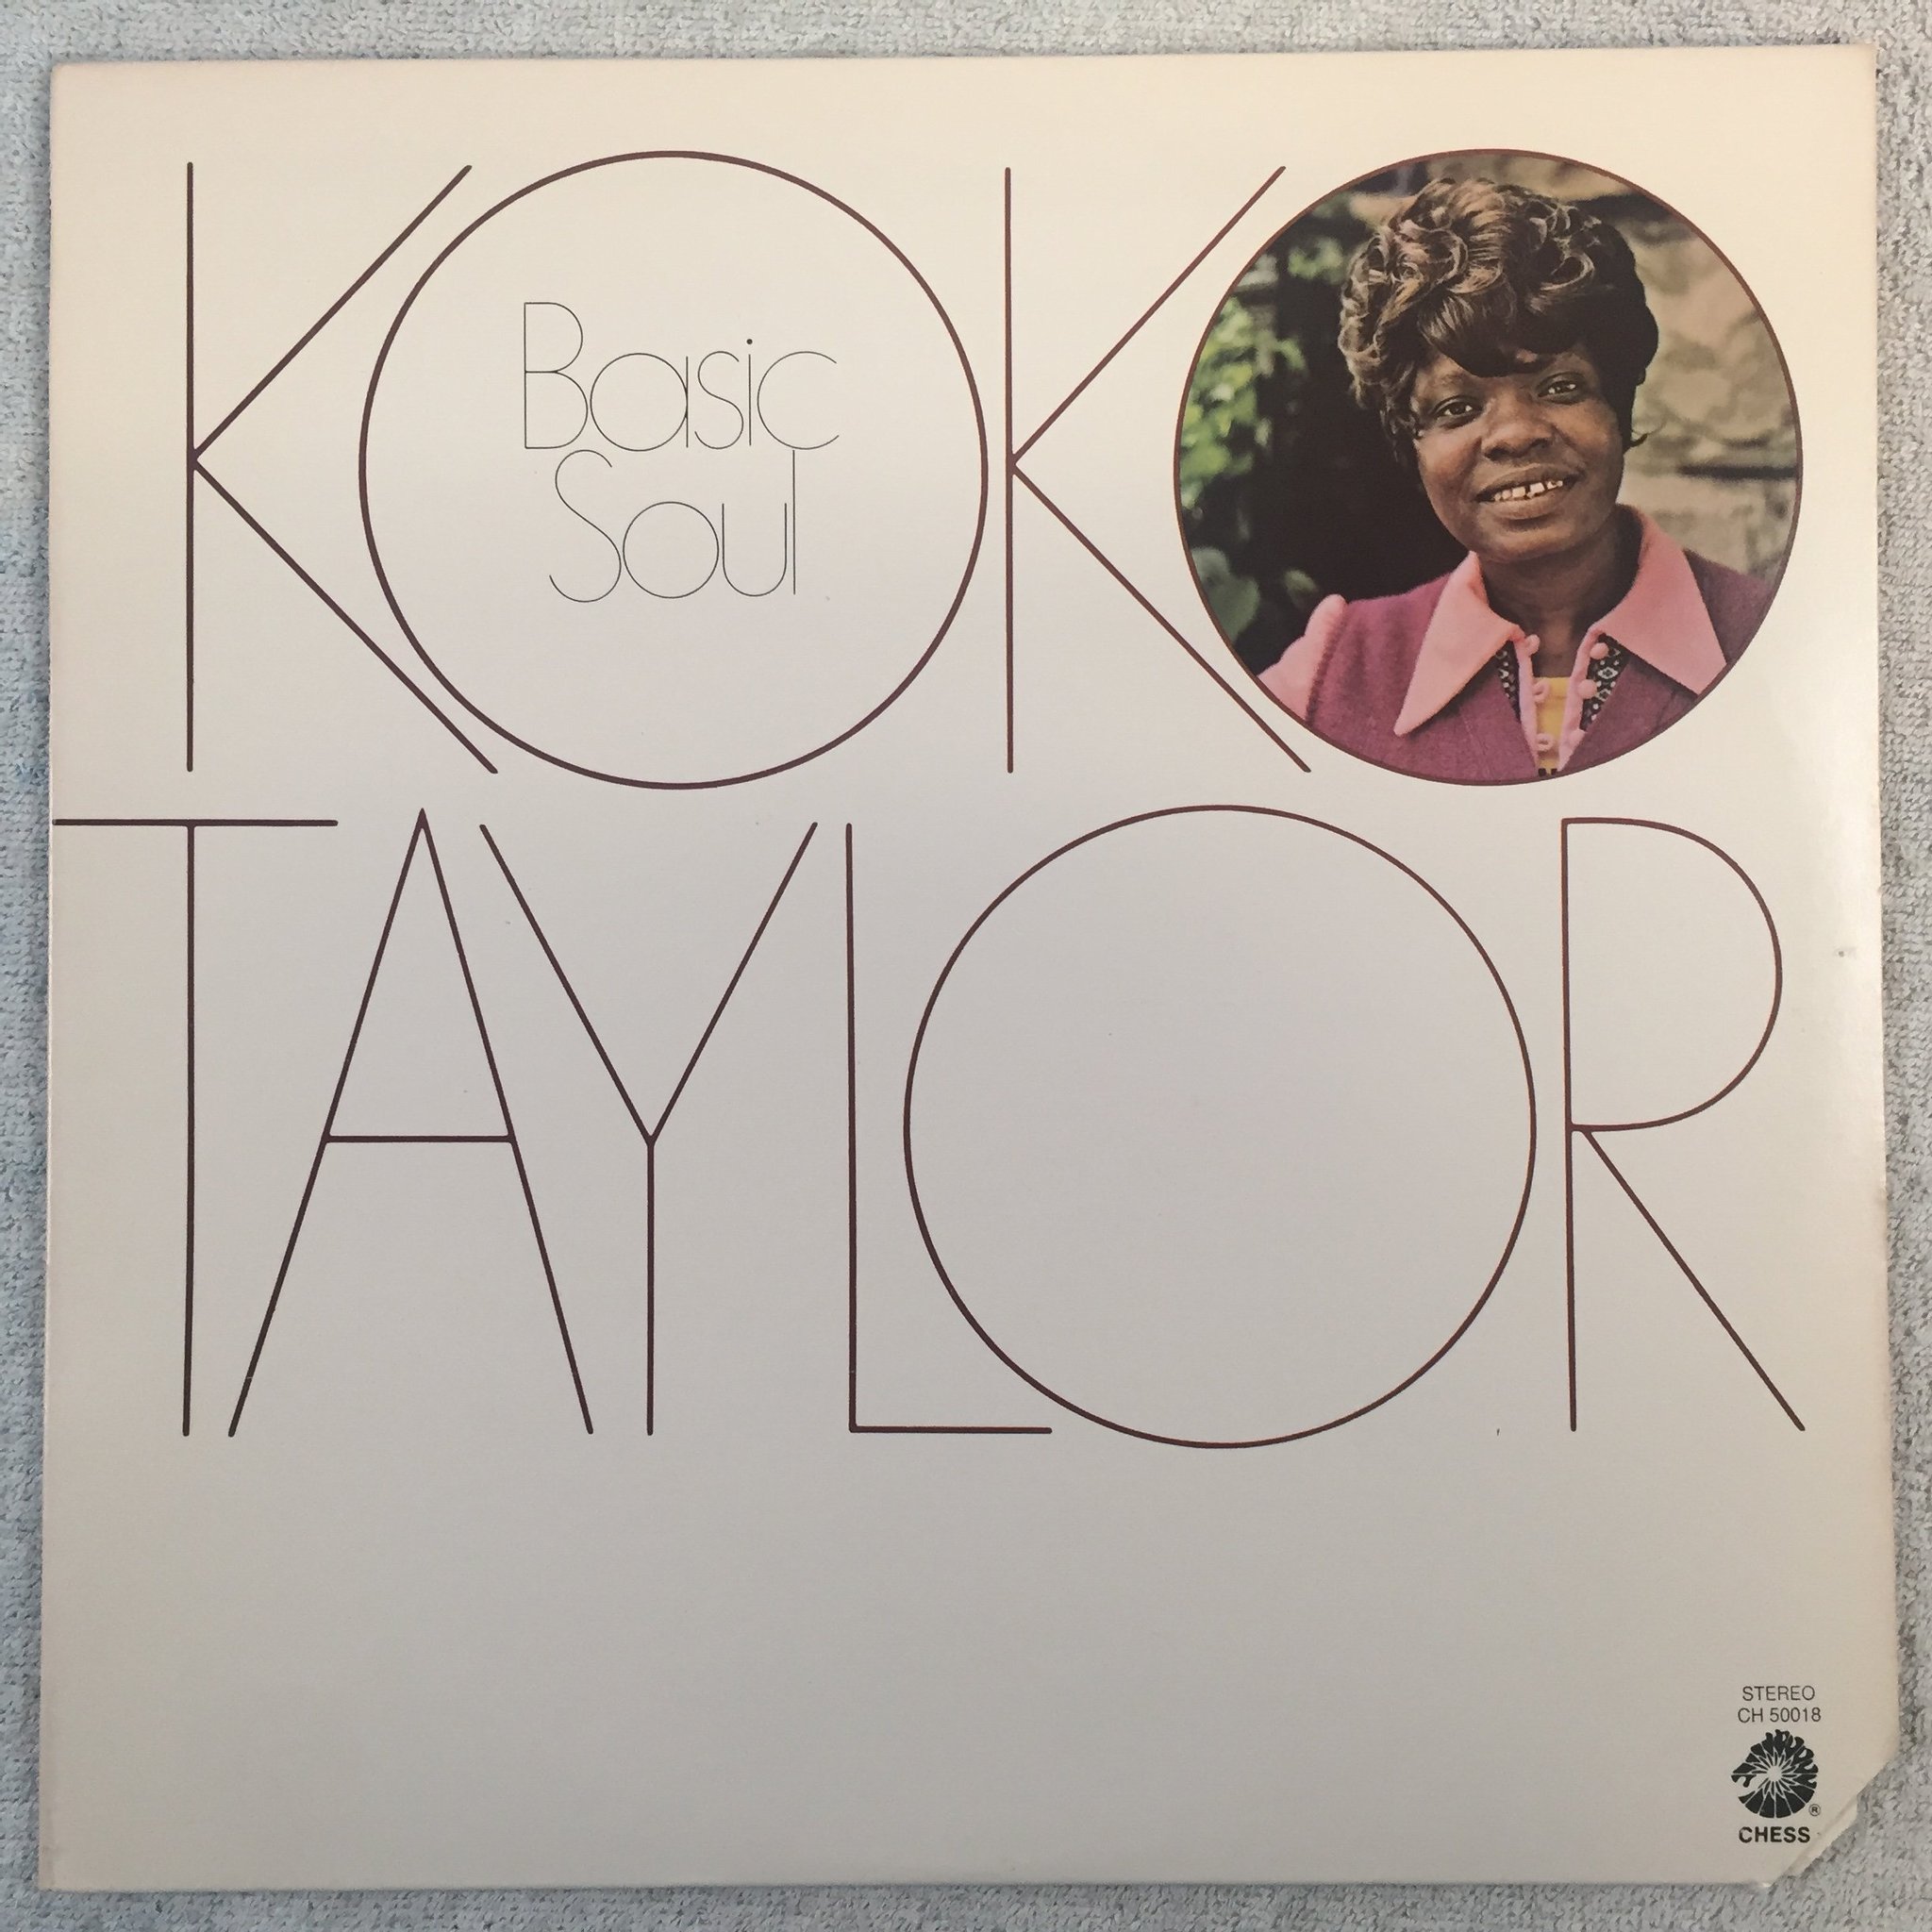 KOKO
Basic
Soul
TAYLOR
STEREO
CH 50018
®
CHESS